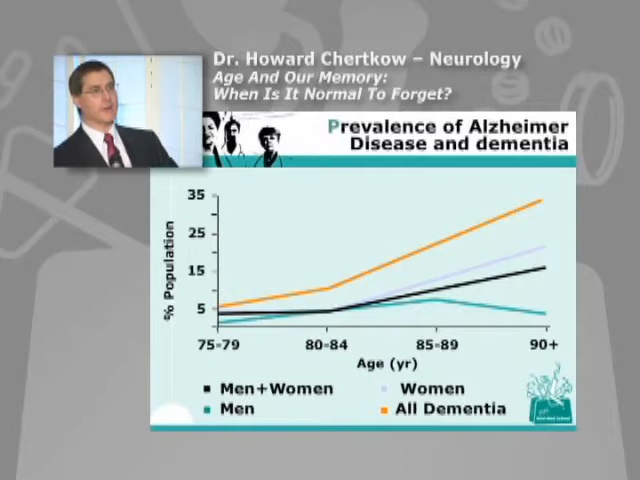 Dr. Howard Chertkow – Neurology
Age And Our Memory:
When Is It Normal To Forget?
Prevalence of Alzheimer
Disease and dementia
35
25
15
5
% Population
75-79 80-84 85-89 90+
Age (yr)
Men+Women Women
Men All Dementia